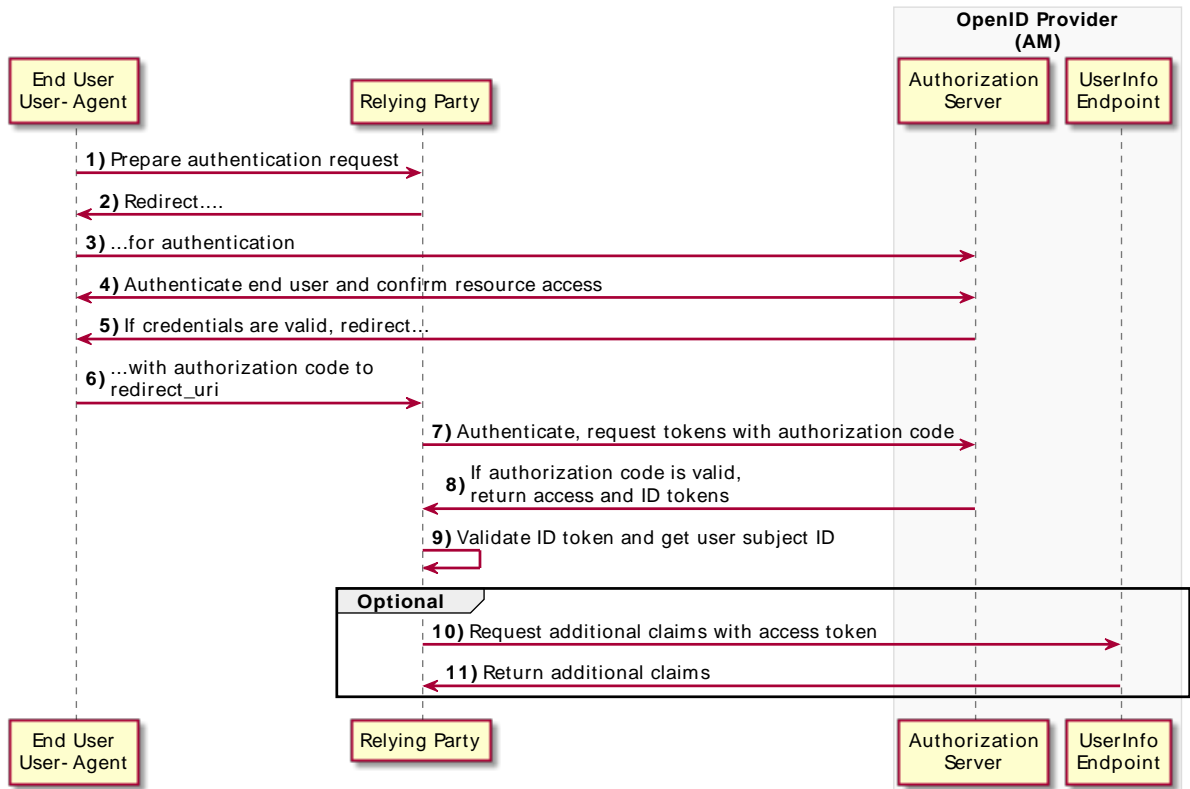 OpenID Provider
(AM)
End User
User- Agent
Relying Party
Authorization
Server
UserInfo
Endpoint
1) Prepare authentication request
2) Redirect....
3) ...for authentication
4) Authenticate end user and confirm resource access
5) If credentials are valid, redirect...
6) ...with authorization code to
redirect_uri
7) Authenticate, request tokens with authorization code
8) If authorization code is valid,
return access and ID tokens
9) Validate ID token and get user subject ID
Optional
10) Request additional claims with access token
11) Return additional claims
End User
User- Agent
Relying Party
Authorization
Server
UserInfo
Endpoint